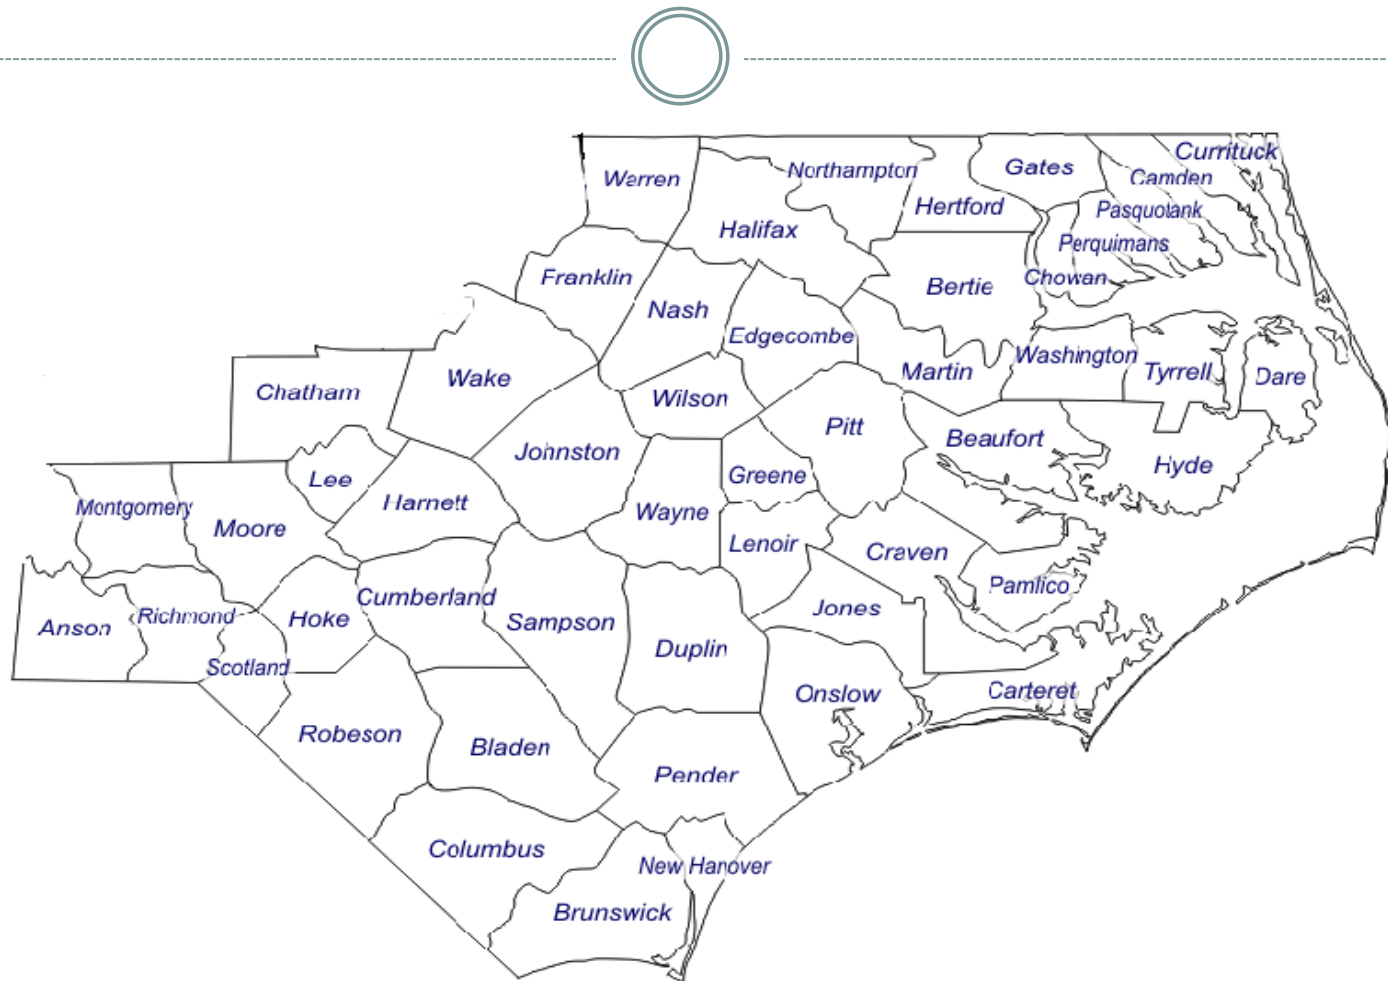 Currituck
Warren
Northampton
Gates
Camden
Hertford
Pasquotank
Halifax
Perquimans
Franklin
Bertie
Chowan
Nash
Edgecombe
Washington
Martin
Tyrrell
Dare
Chatham
Wake
Wilson
Pitt
Beaufort
Johnston
Hyde
Lee
Greene
Montgomery
Harnett
Moore
Wayne
Lenoir
Craven
Pamlico
Cumberland
Jones
Richmond
Hoke
Sampson
Anson
Duplin
Scotland
Onslow
Carteret
Robeson
Bladen
Pender
Columbus
New Hanover
Brunswick